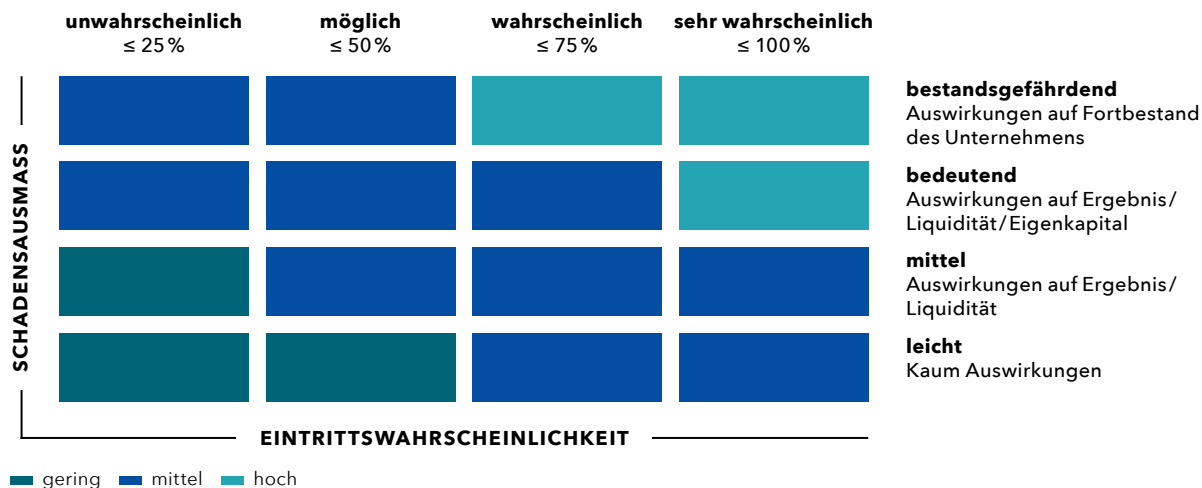 unwahrscheinlich
≤ 25 %
möglich
≤ 50 %
wahrscheinlich
≤ 75 %
sehr wahrscheinlich
≤ 100 %
SCHADENSAUSMASS
bestandsgefährdend
Auswirkungen auf Fortbestand
des Unternehmens
bedeutend
Auswirkungen auf Ergebnis/
Liquidität/Eigenkapital
mittel
Auswirkungen auf Ergebnis/
Liquidität
leicht
Kaum Auswirkungen
EINTRITTSWAHRSCHEINLICHKEIT
gering mittel hoch